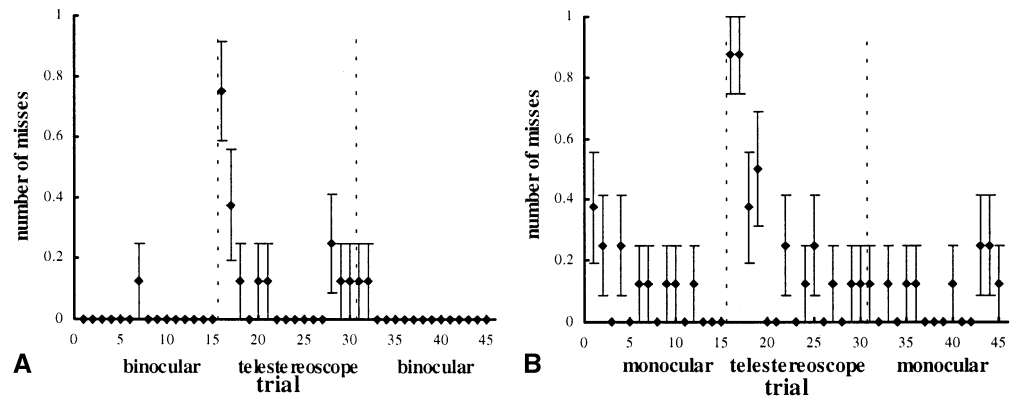 1
0.8
0.6
0.4
0.2
0
number of misses
0 5 10 15 20 25 30 35 40 45
binocular telestereoscope binocular
trial
A
1
0.8
0.6
0.4
0.2
0
number of misses
0 5 10 15 20 25 30 35 40 45
monocular telestereoscope monocular
trial
B